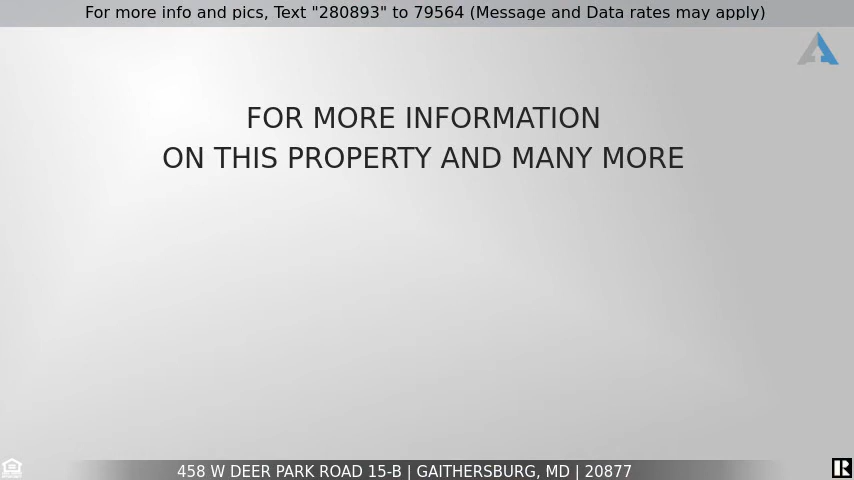 For more info and pics, Text "280893" to 79564 (Message and Data rates may apply)
FOR MORE INFORMATION
ON THIS PROPERTY AND MANY MORE
458 W DEER PARK ROAD 15-B | GAITHERSBURG, MD | 20877